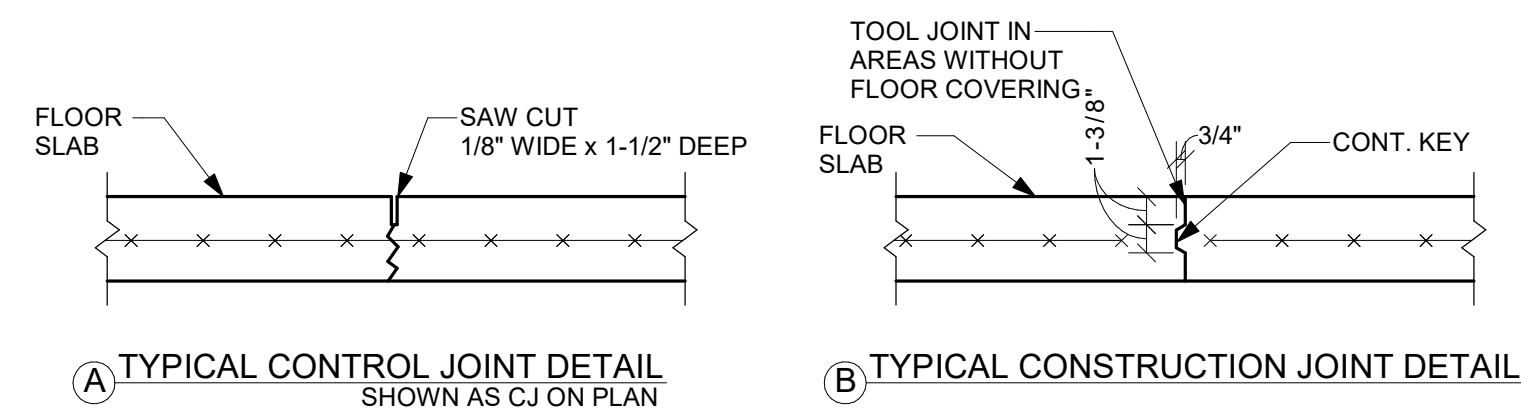 FLOOR
SLAB
SAW CUT
1/8" WIDE x 1-1/2" DEEP
A
TYPICAL CONTROL JOINT DETAIL
SHOWN AS CJ ON PLAN
TOOL JOINT IN
AREAS WITHOUT
FLOOR COVERING
FLOOR
SLAB
1-3/8"
3/4"
CONT. KEY
B
TYPICAL CONSTRUCTION JOINT DETAIL